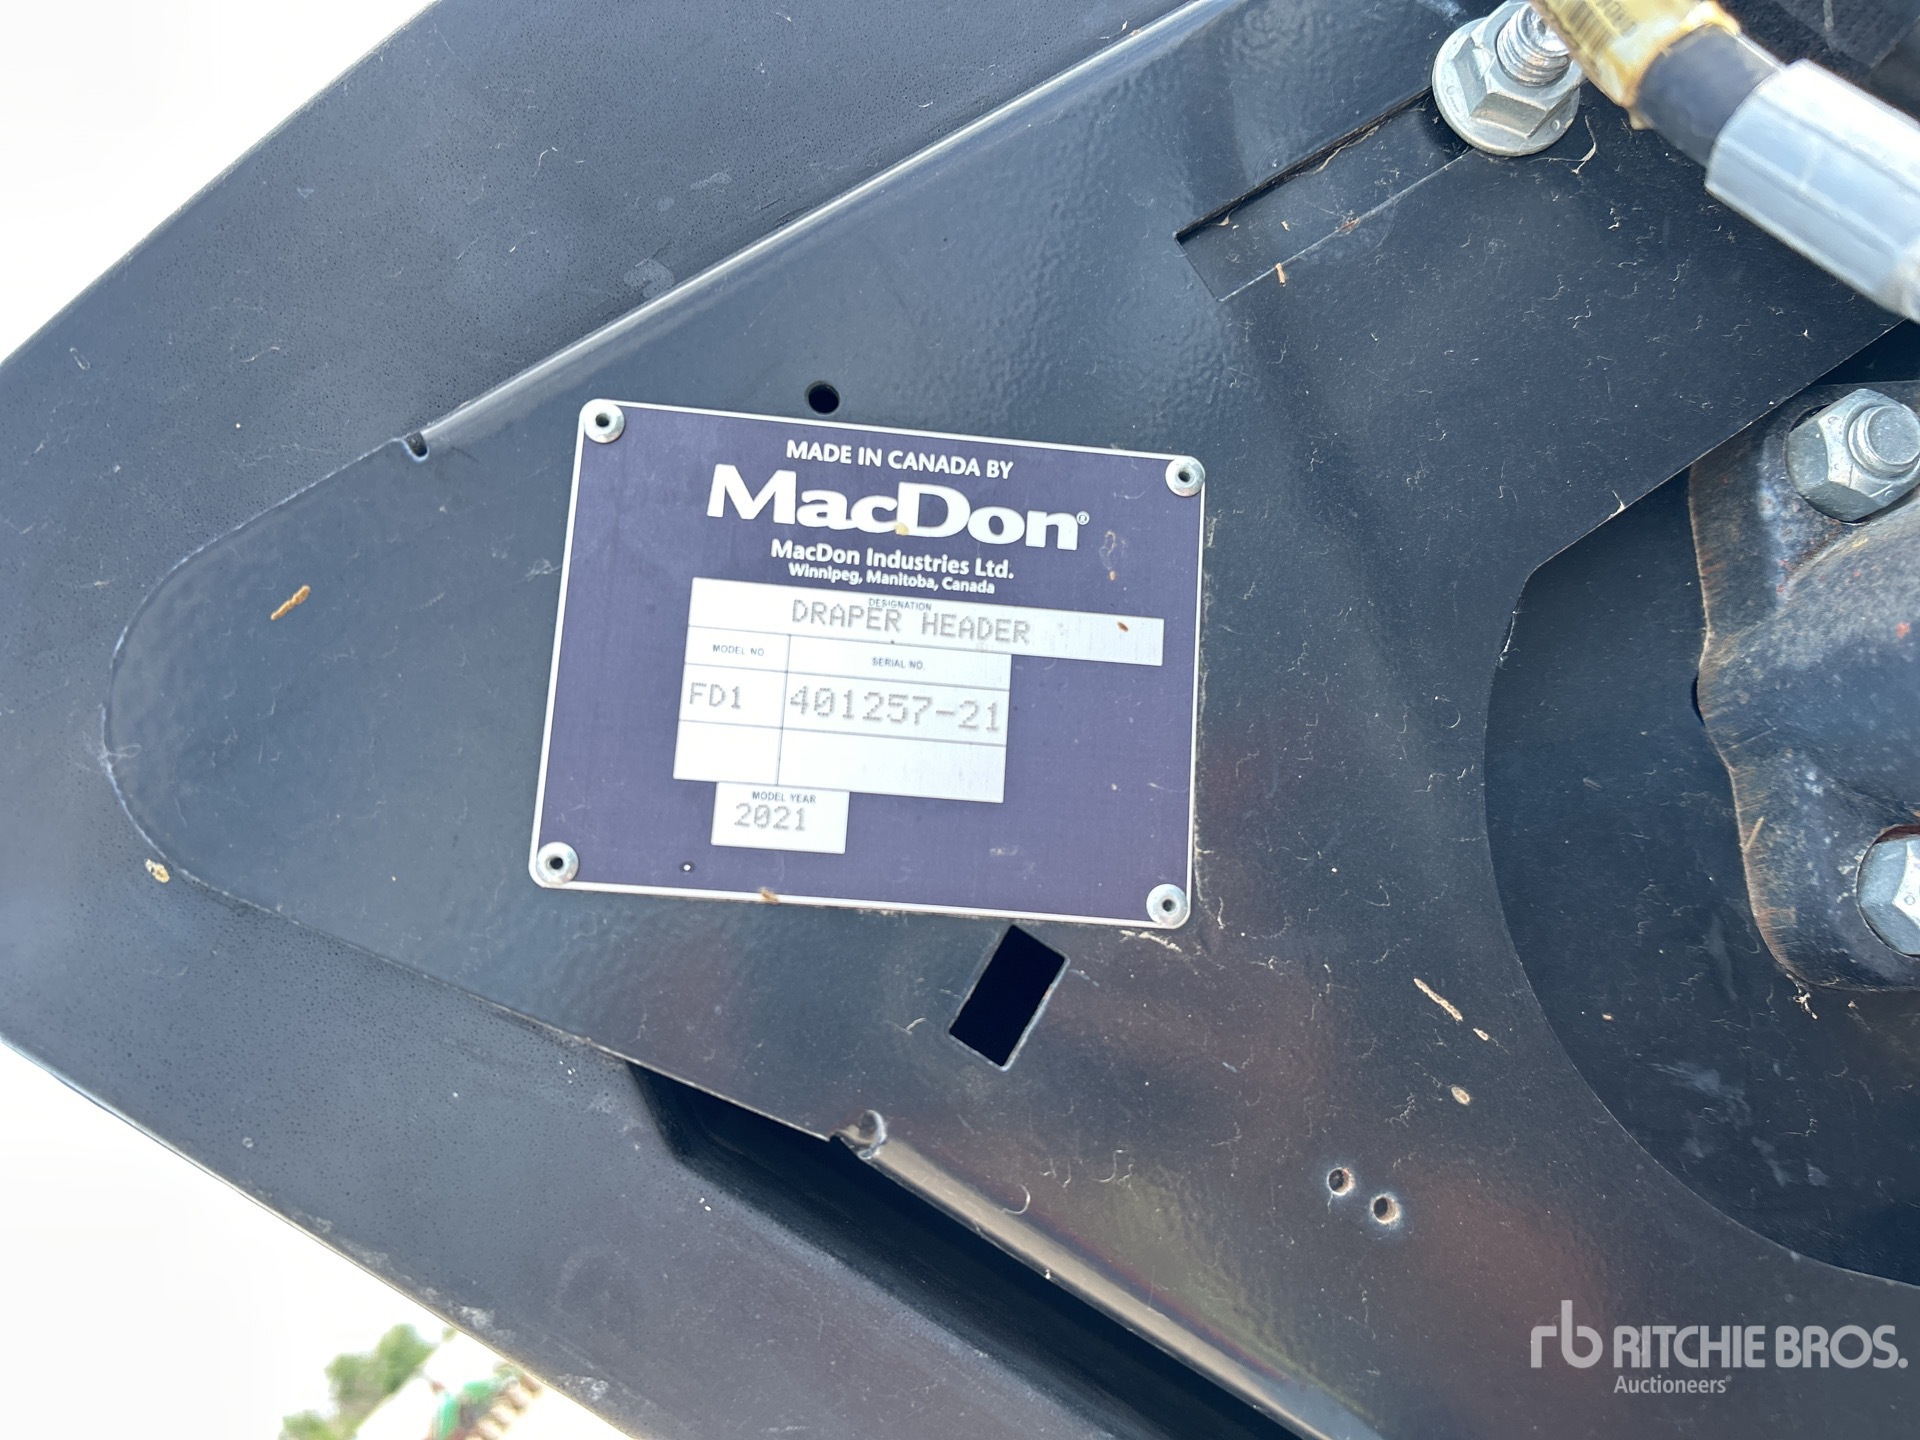 MADE IN CANADA BY
MacDon®
MacDon Industries Ltd.
Winnipeg, Manitoba, Canada
DESIGNATION
DRAPER HEADER
MODEL NO
SERIAL NO.
FD1
401257-21
MODEL YEAR
2021
rb RITCHIE BROS.
Auctioneers